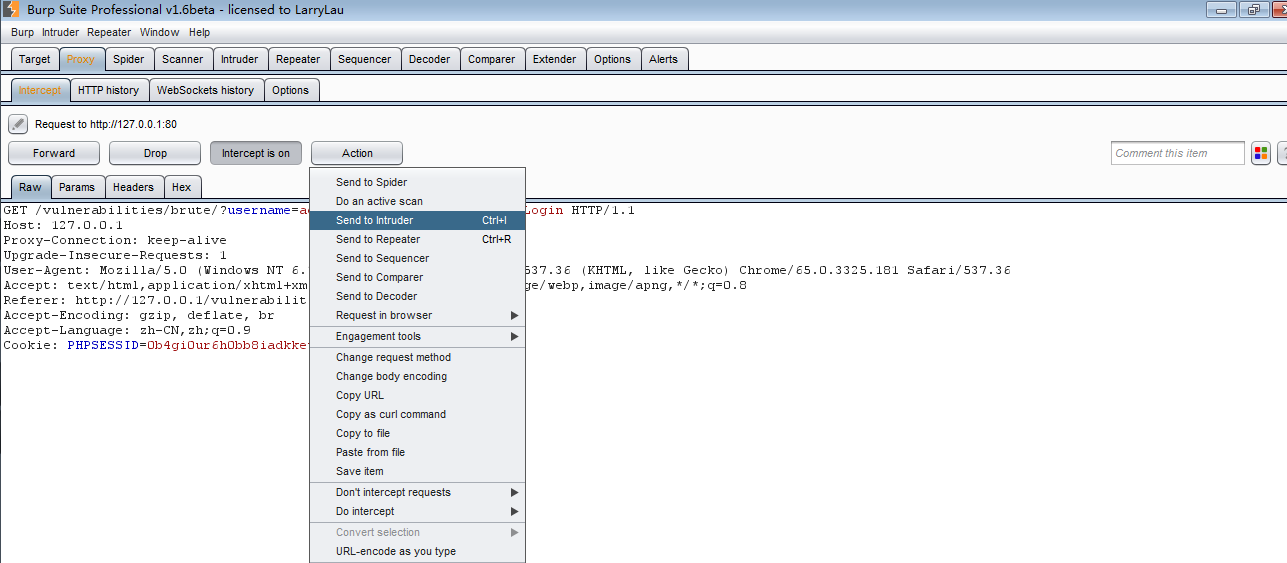 Burp Suite Professional v1.6beta - licensed to LarryLau
Burp Intruder Repeater Window Help
Target Proxy Spider Scanner Intruder Repeater Sequencer Decoder Comparer Extender Options Alerts
Intercept HTTP history WebSockets history Options
Request to http://127.0.0.1:80
Forward Drop Intercept is on Action Comment this item
Raw Params Headers Hex
GET /vulnerabilities/brute/?username=a Login HTTP/1.1
Host: 127.0.0.1
Proxy-Connection: keep-alive
Upgrade-Insecure-Requests: 1
User-Agent: Mozilla/5.0 (Windows NT 6. 537.36 (KHTML, like Gecko) Chrome/65.0.3325.181 Safari/537.36
Accept: text/html,application/xhtml+xm ge/webp,image/apng,*/*;q=0.8
Referer: http://127.0.0.1/vulnerabilit
Accept-Encoding: gzip, deflate, br
Accept-Language: zh-CN,zh;q=0.9
Cookie: PHPSESSID=0b4gi0ur6h0bb8iadkke
Send to Spider
Do an active scan
Send to Intruder Ctrl+I
Send to Repeater Ctrl+R
Send to Sequencer
Send to Comparer
Send to Decoder
Request in browser
Engagement tools
Change request method
Change body encoding
Copy URL
Copy as curl command
Copy to file
Paste from file
Save item
Don't intercept requests
Do intercept
Convert selection
URL-encode as you type